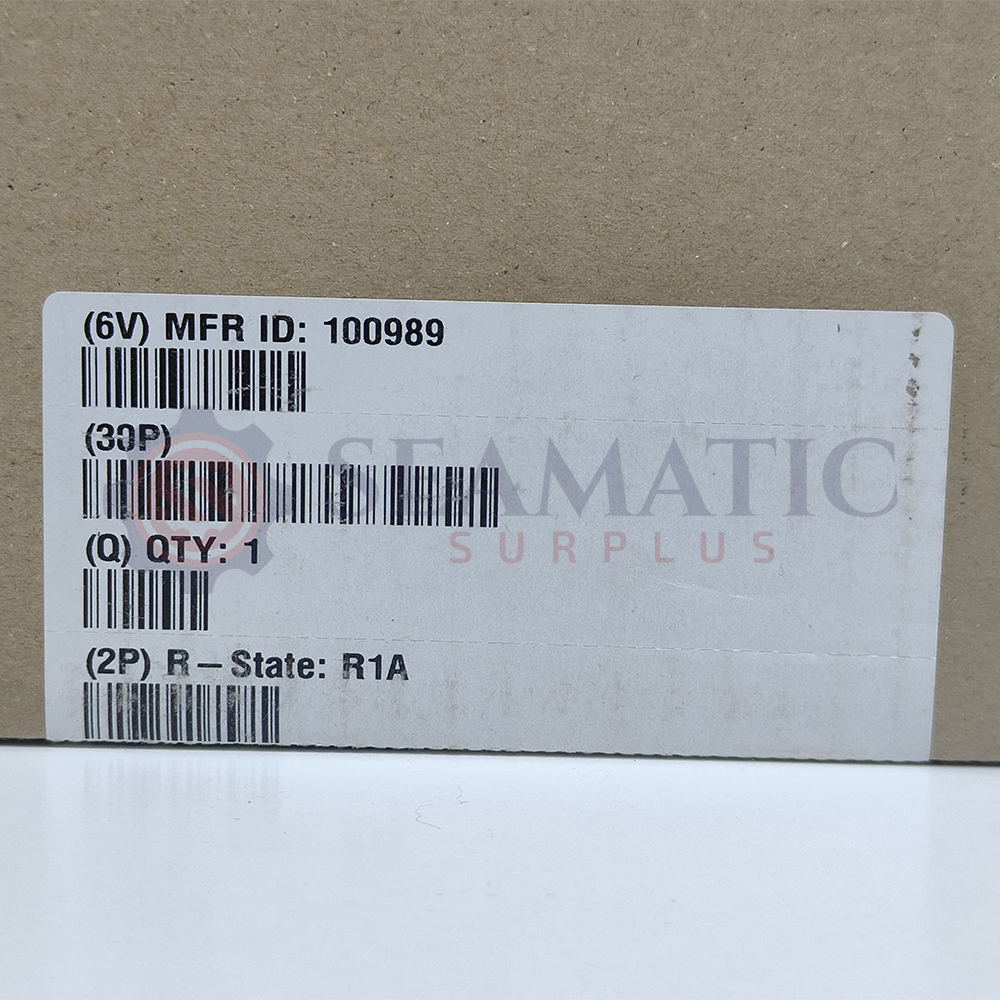 (6V) MFR ID: 100989
(30P)
SEAMATIC
SURPLUS
(Q) QTY: 1
(2P) R–State: R1A